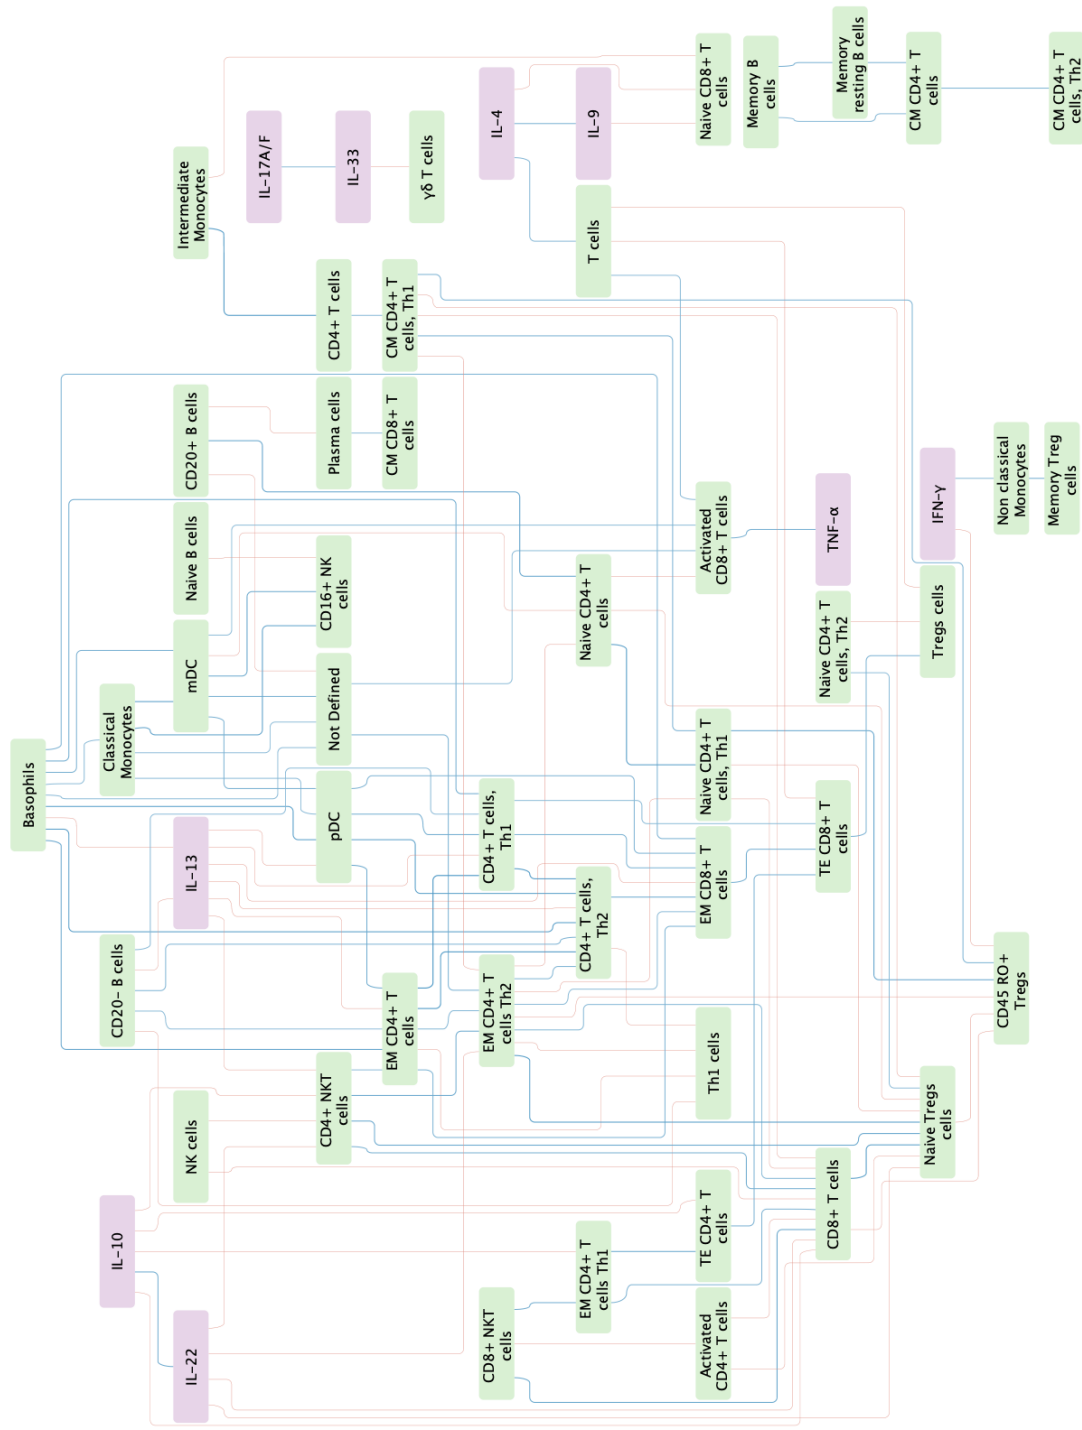 Basophils
IL-10
CD20- B cells
Classical
Monocytes
IL-22
NK cells
IL-13
mDC
Naive B cells
CD20+ B cells
Intermediate
Monocytes
IL-17A/F
CD4+ NKT
cells
pDC
Not Defined
CD16+ NK
cells
Plasma cells
CD4+ T cells
IL-33
EM CD4+ T
cells
CM CD8+ T
cells
CM CD4+ T
cells, Th1
γδ T cells
CD8+ NKT
cells
EM CD4+ T
cells Th2
CD4+ T cells,
Th1
IL-4
EM CD4+ T
cells Th1
CD4+ T cells,
Th2
Naive CD4+ T
cells
T cells
IL-9
Activated
CD4+ T cells
TE CD4+ T
cells
Th1 cells
EM CD8+ T
cells
Naive CD4+ T
cells, Th1
Activated
CD8+ T cells
Naive CD8+ T
cells
Memory B
cells
CD8+ T cells
TE CD8+ T
cells
Naive CD4+ T
cells, Th2
TNF-α
Memory
resting B cells
Naive Tregs
cells
Tregs cells
IFN-γ
CM CD4+ T
cells
CD45 RO+
Tregs
Non classical
Monocytes
Memory Treg
cells
CM CD4+ T
cells, Th2